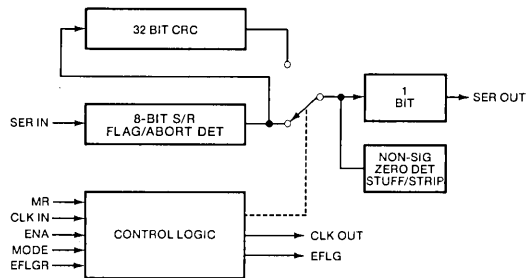 32 BIT CRC
SER IN
8-BIT S/R
FLAG/ABORT DET
1
BIT
SER OUT
NON-SIG
ZERO DET
STUFF/STRIP
MR
CLK IN
ENA
MODE
EFLGR
CONTROL LOGIC
CLK OUT
EFLG